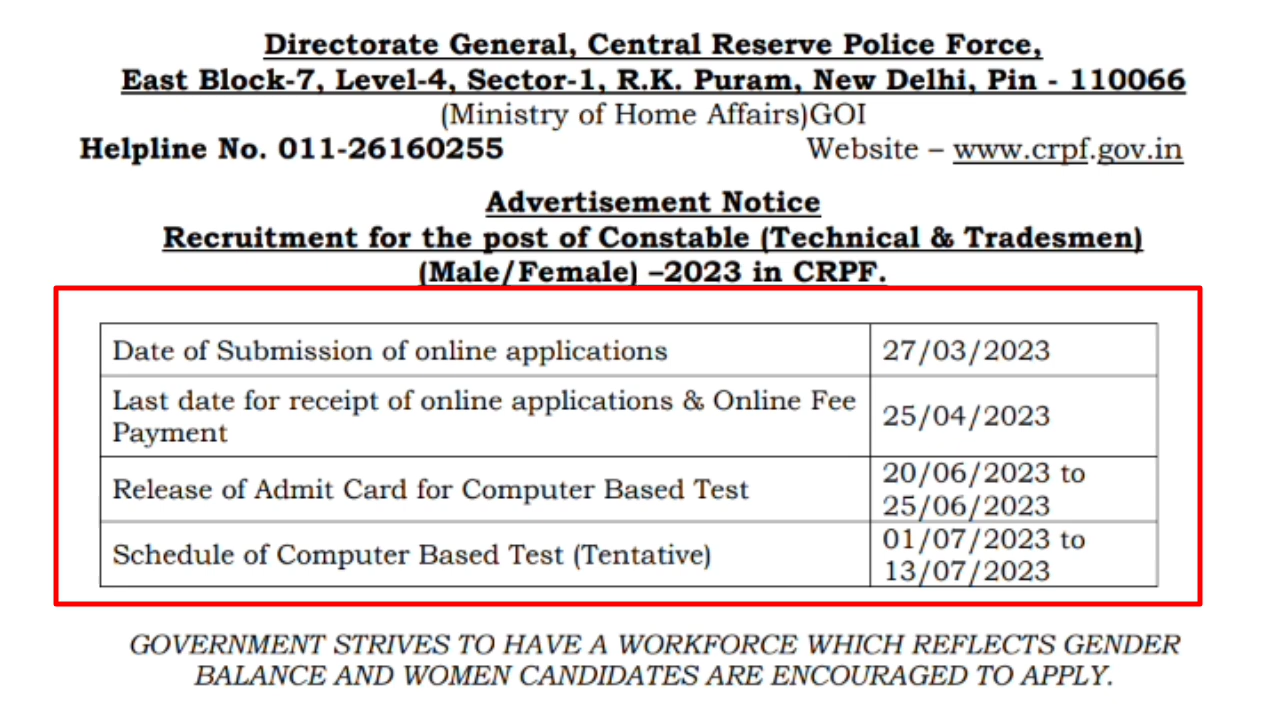 Directorate General, Central Reserve Police Force,
East Block-7, Level-4, Sector-1, R.K. Puram, New Delhi, Pin - 110066
(Ministry of Home Affairs)GOI
Helpline No. 011-26160255 Website – www.crpf.gov.in
Advertisement Notice
Recruitment for the post of Constable (Technical & Tradesmen)
(Male/Female) –2023 in CRPF.
Date of Submission of online applications 27/03/2023
Last date for receipt of online applications & Online Fee
Payment 25/04/2023
Release of Admit Card for Computer Based Test 20/06/2023 to
25/06/2023
Schedule of Computer Based Test (Tentative) 01/07/2023 to
13/07/2023
GOVERNMENT STRIVES TO HAVE A WORKFORCE WHICH REFLECTS GENDER
BALANCE AND WOMEN CANDIDATES ARE ENCOURAGED TO APPLY.